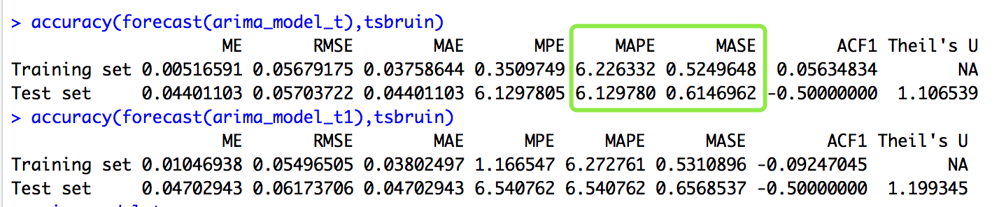 > accuracy(forecast(arima_model_t),tsbruin)
ME RMSE MAE MPE MAPE MASE ACF1 Theil's U
Training set 0.00516591 0.05679175 0.03758644 0.3509749 6.226332 0.5249648 0.05634834 NA
Test set 0.04401103 0.05703722 0.04401103 6.1297805 6.129780 0.6146962 -0.50000000 1.106539
> accuracy(forecast(arima_model_t1),tsbruin)
ME RMSE MAE MPE MAPE MASE ACF1 Theil's U
Training set 0.01046938 0.05496505 0.03802497 1.166547 6.272761 0.5310896 -0.09247045 NA
Test set 0.04702943 0.06173706 0.04702943 6.540762 6.540762 0.6568537 -0.50000000 1.199345